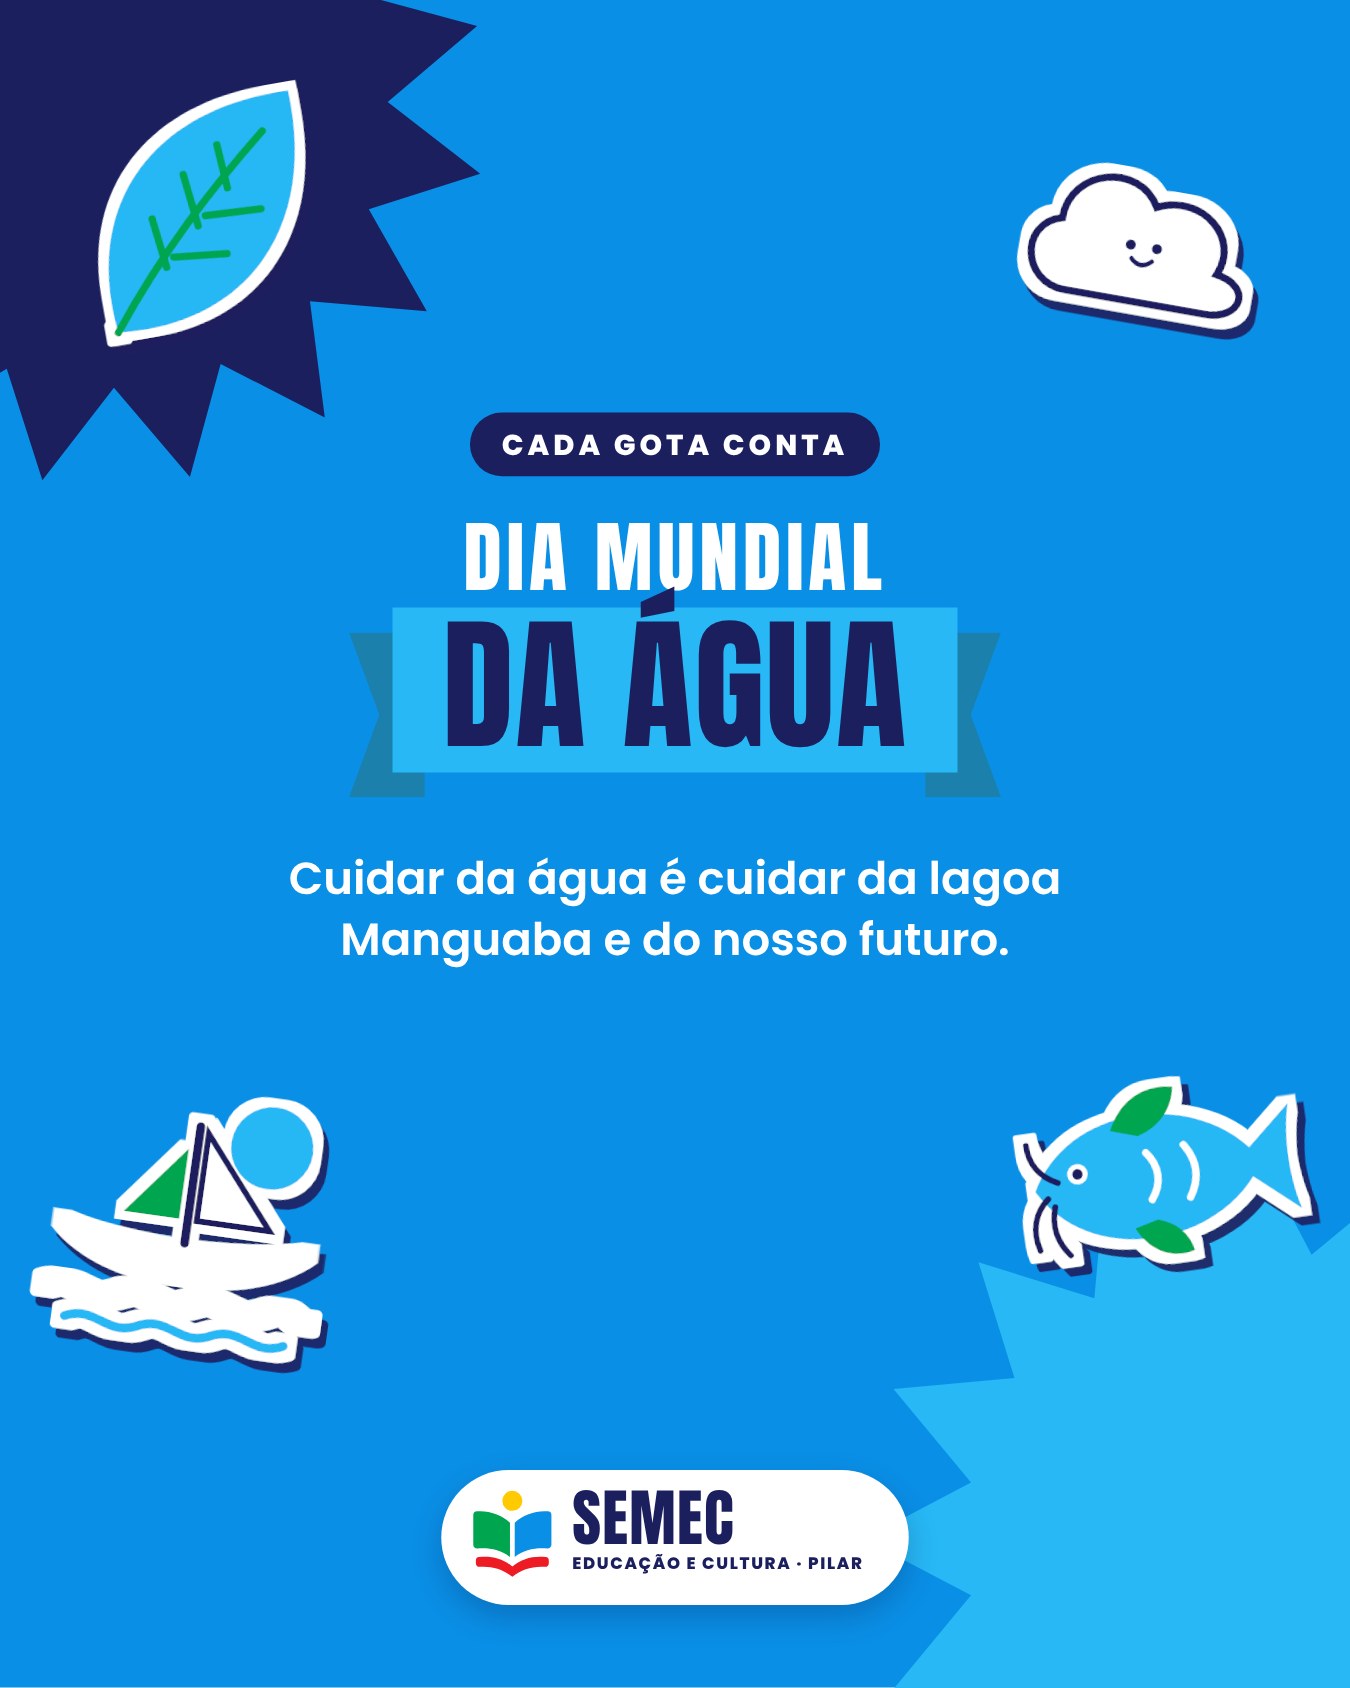 CADA GOTA CONTA
DIA MUNDIAL
DA ÁGUA
Cuidar da água é cuidar da lagoa
Manguaba e do nosso futuro.
SEMEC
EDUCAÇÃO E CULTURA · PILAR